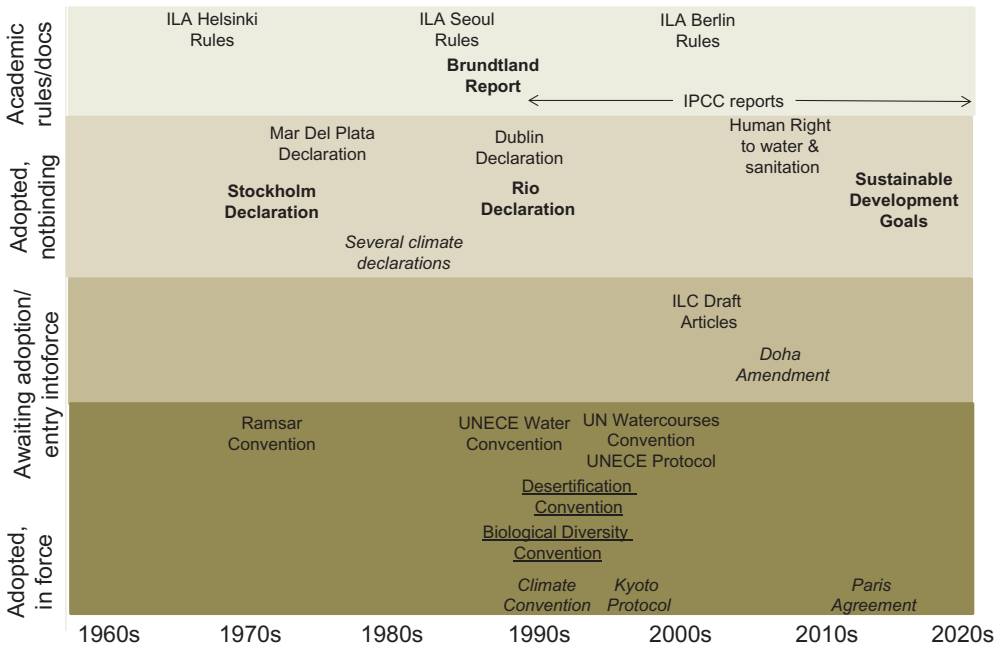 Academic
rules/docs
ILA Helsinki
Rules
ILA Seoul
Rules
ILA Berlin
Rules
Brundtland
Report
IPCC reports
Adopted,
notbinding
Mar Del Plata
Declaration
Dublin
Declaration
Human Right
to water &
sanitation
Stockholm
Declaration
Rio
Declaration
Sustainable
Development
Goals
Several climate
declarations
Awaiting adoption/
entry intoforce
ILC Draft
Articles
Doha
Amendment
Adopted,
in force
Ramsar
Convention
UNECE Water
Convcention
UN Watercourses
Convention
UNECE Protocol
Desertification
Convention
Biological Diversity
Convention
Climate
Convention
Kyoto
Protocol
Paris
Agreement
1960s 1970s 1980s 1990s 2000s 2010s 2020s